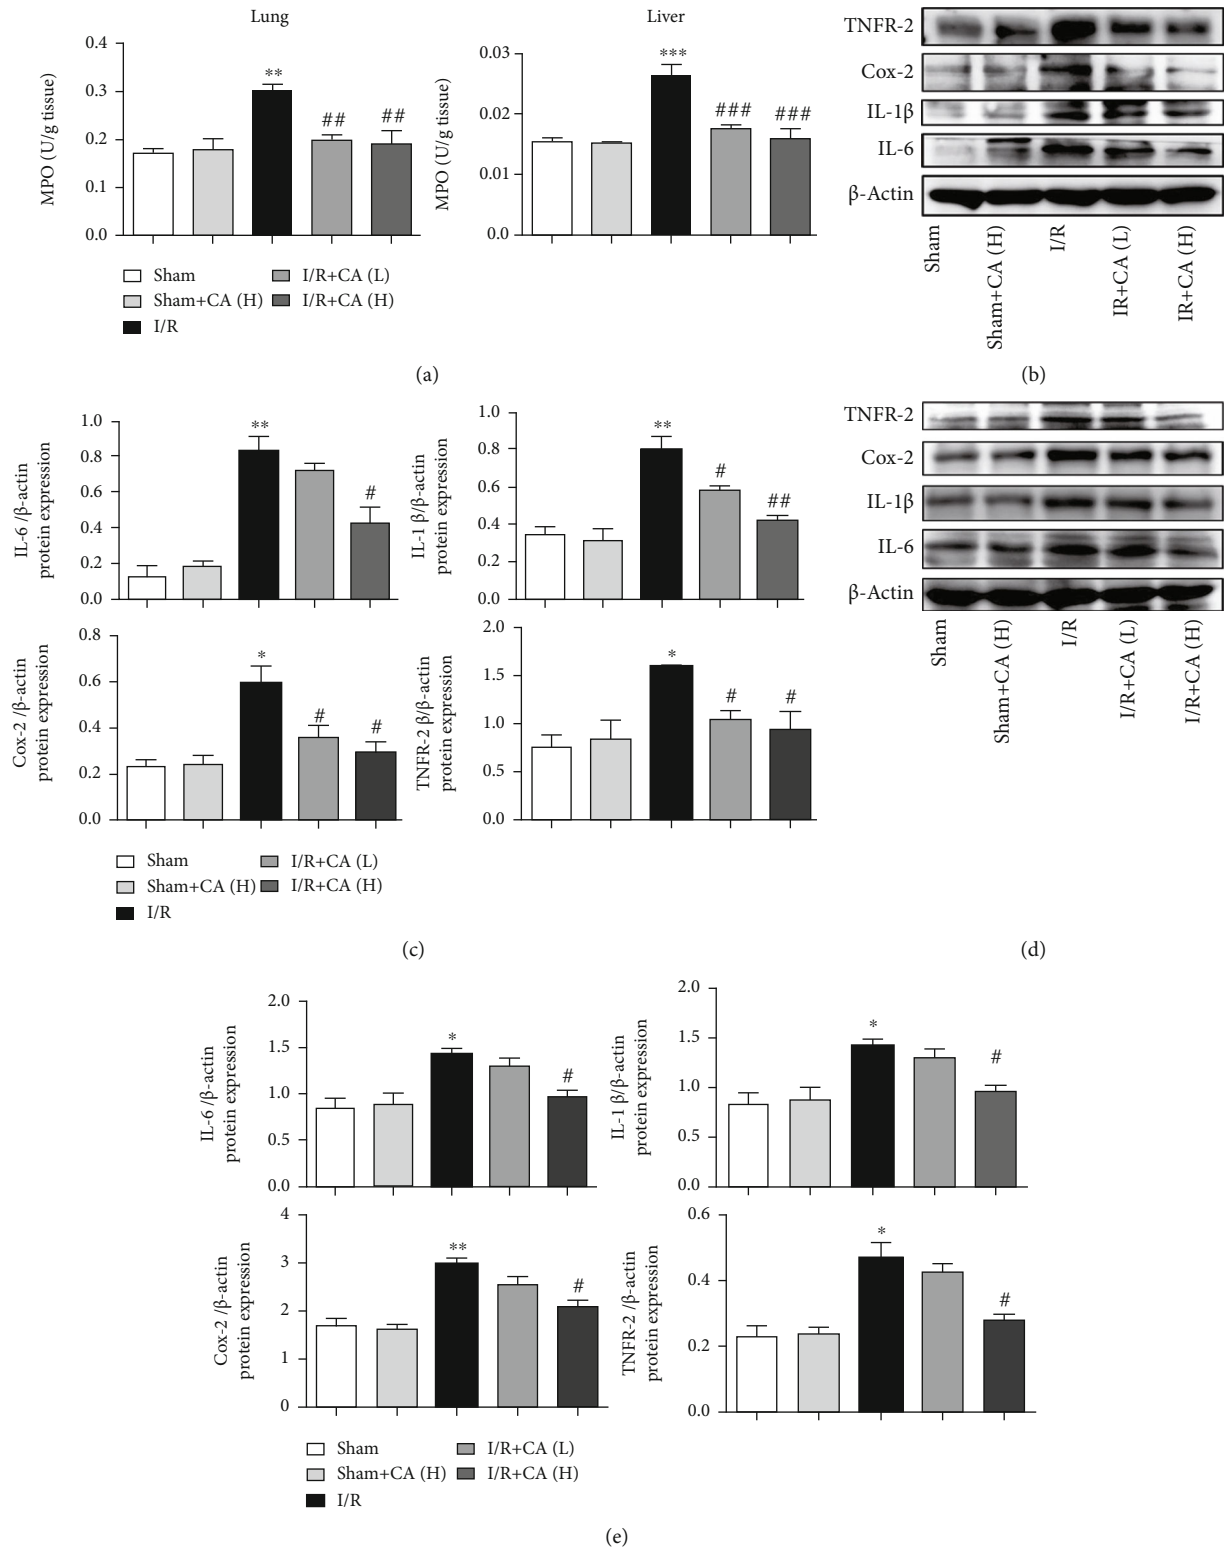 Lung
MPO (U/g tissue)
0.4
0.3
0.2
0.1
0.0
**
##
##
Liver
MPO (U/g tissue)
0.03
0.02
0.01
0.0
***
###
###
Sham
Sham+CA (H)
I/R
I/R+CA (L)
I/R+CA (H)
(a)
TNFR-2
Cox-2
IL-1β
IL-6
β-Actin
Sham
Sham+CA (H)
I/R
IR+CA (L)
IR+CA (H)
(b)
IL-6 /β-actin
protein expression
1.0
0.8
0.6
0.4
0.2
0.0
**
#
IL-1 β/β-actin
protein expression
1.0
0.8
0.6
0.4
0.2
0.0
**
#
##
Cox-2 /β-actin
protein expression
0.8
0.6
0.4
0.2
0.0
*
#
#
TNFR-2 β/β-actin
protein expression
2.0
1.5
1.0
0.5
0.0
*
#
#
Sham
Sham+CA (H)
I/R
I/R+CA (L)
I/R+CA (H)
(c)
TNFR-2
Cox-2
IL-1β
IL-6
β-Actin
Sham
Sham+CA (H)
I/R
I/R+CA (L)
I/R+CA (H)
(d)
IL-6 /β-actin
protein expression
2.0
1.5
1.0
0.5
0.0
*
#
IL-1 β/β-actin
protein expression
2.0
1.5
1.0
0.5
0.0
*
#
Cox-2 /β-actin
protein expression
4
3
2
1
0
**
#
TNFR-2 /β-actin
protein expression
0.6
0.4
0.2
0.0
*
#
Sham
Sham+CA (H)
I/R
I/R+CA (L)
I/R+CA (H)
(e)